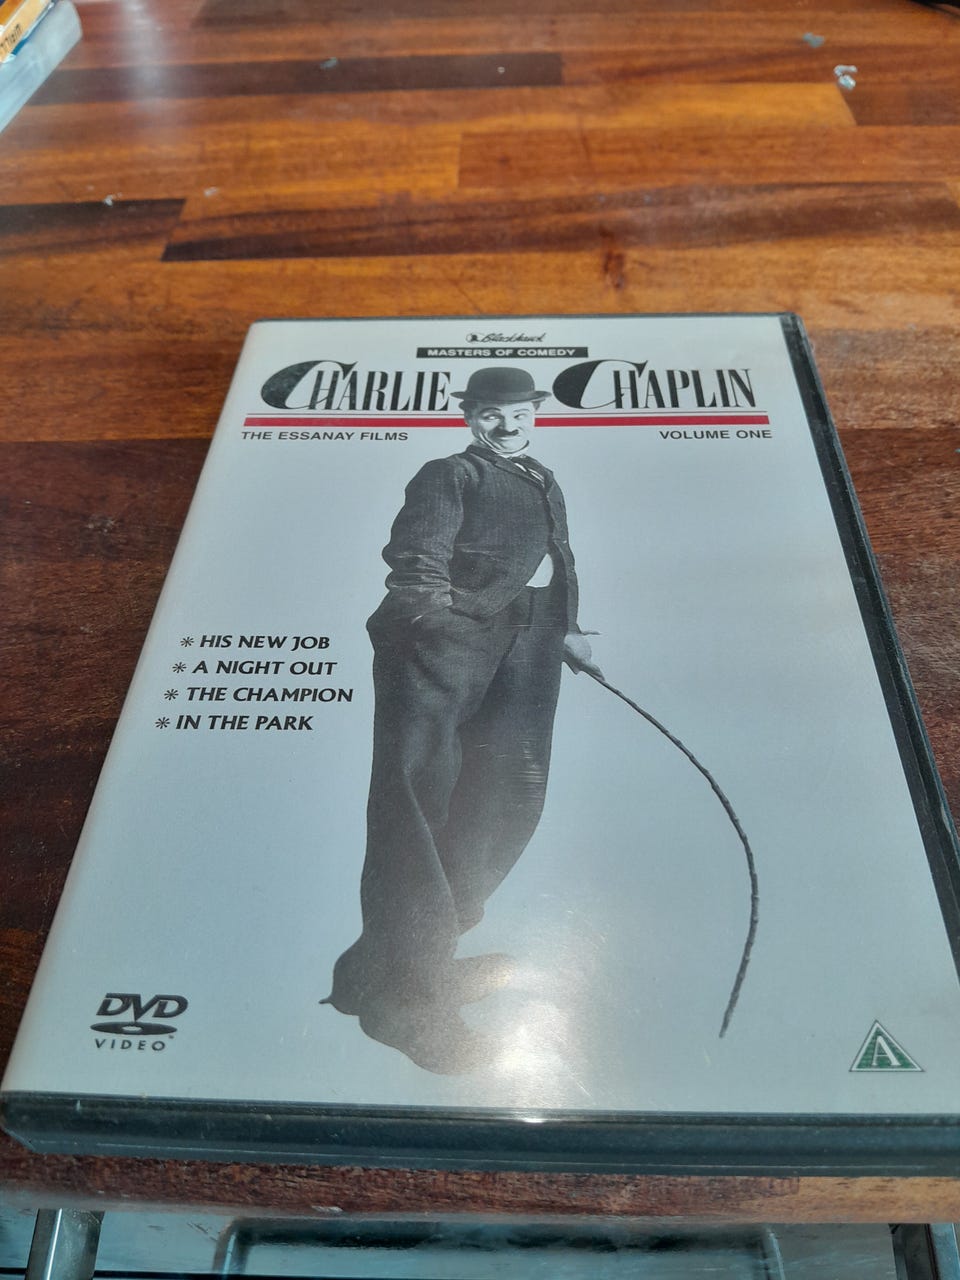 Blackhawk
MASTERS OF COMEDY
CHARLIE CHAPLIN
THE ESSANAY FILMS
VOLUME ONE
* HIS NEW JOB
* A NIGHT OUT
* THE CHAMPION
* IN THE PARK
DVD
VIDEO
TM
A